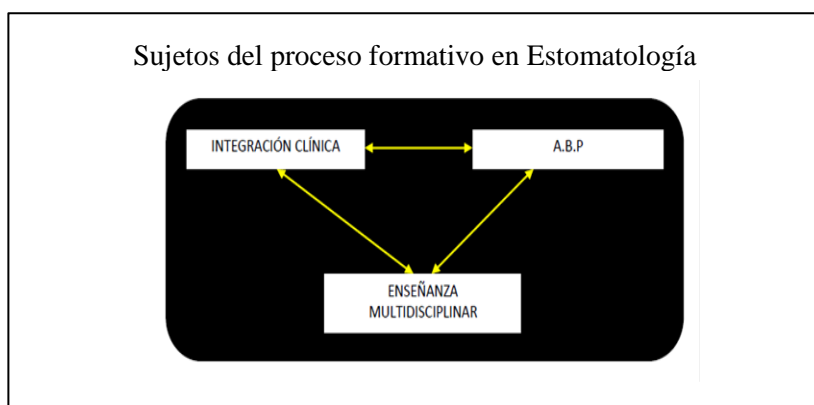 Sujetos del proceso formativo en Estomatología
INTEGRACIÓN CLÍNICA
A.B.P
ENSEÑANZA
MULTIDISCIPLINAR